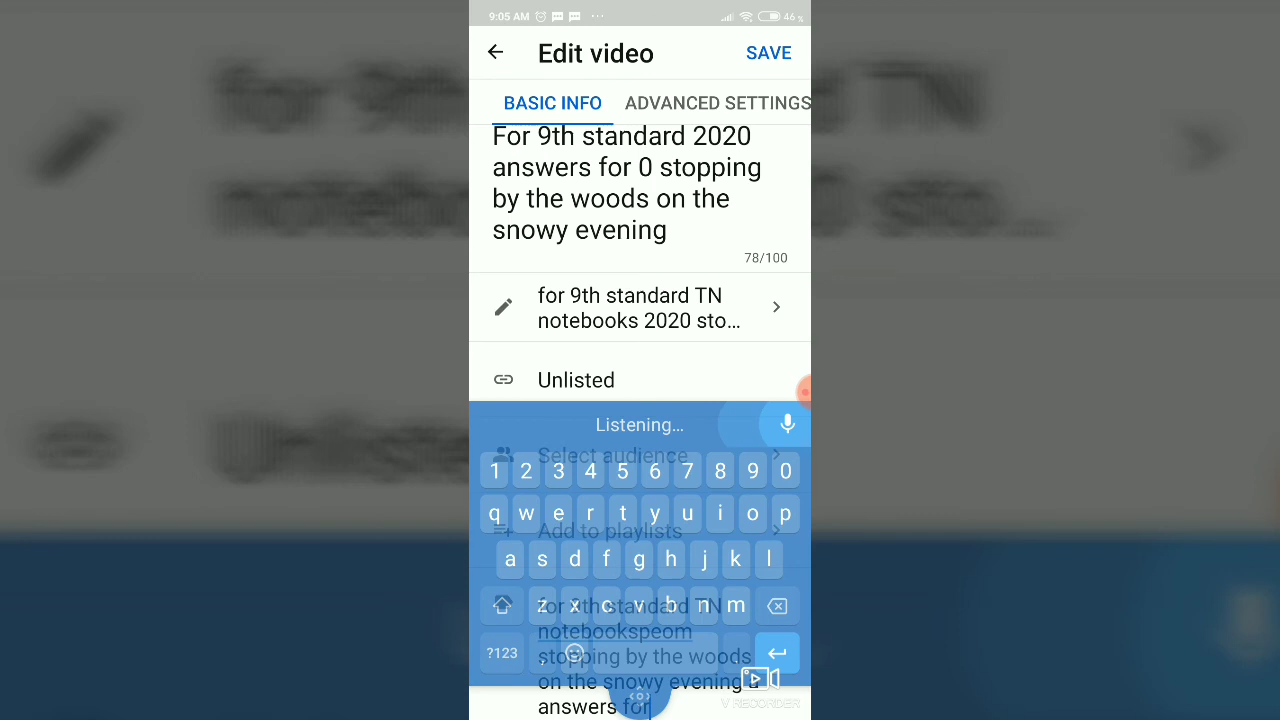 9:05 AM ... 46 %
Edit video SAVE
BASIC INFO ADVANCED SETTINGS
For 9th standard 2020
answers for 0 stopping
by the woods on the
snowy evening
78/100
for 9th standard TN
notebooks 2020 sto...
Unlisted
Listening...
Select audience
1 2 3 4 5 6 7 8 9 0
q w e r t y u i o p
Add to playlists
a s d f g h j k l
z x c v b n m
for 9th standard TN
notebookspeom
?123 , .
stopping by the woods
on the snowy evening
answers for
V RECORDER